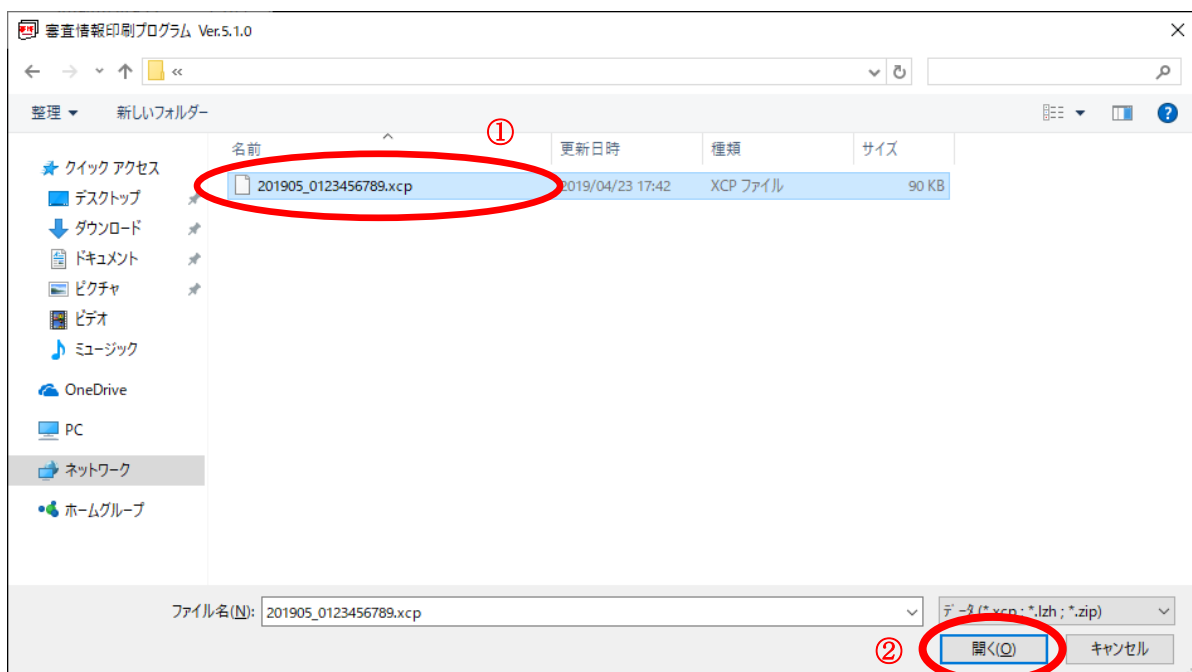 審査情報印刷プログラム Ver.5.1.0
«
整理 新しいフォルダー
①
名前 更新日時 種類 サイズ
201905_0123456789.xcp 2019/04/23 17:42 XCP ファイル 90 KB
クイック アクセス
デスクトップ
ダウンロード
ドキュメント
ピクチャ
ビデオ
ミュージック
OneDrive
PC
ネットワーク
ホームグループ
ファイル名(N): 201905_0123456789.xcp データ (*.xcp ; *.lzh ; *.zip)
② 開く(O) キャンセル